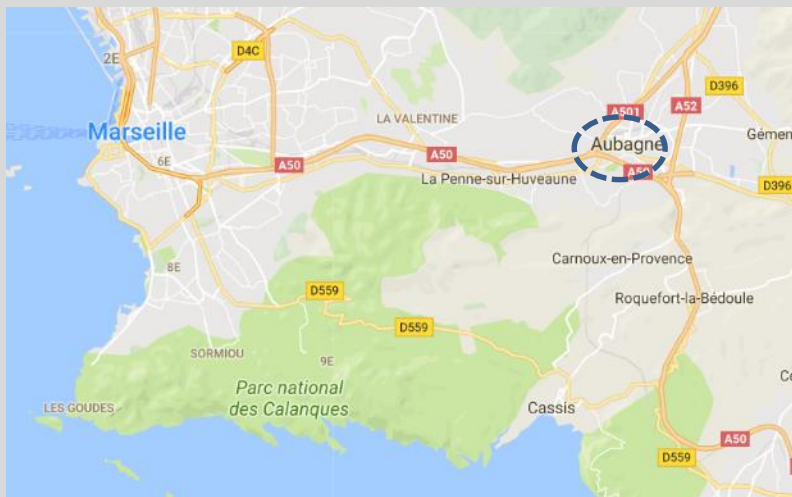 2E
D4C
D396
A501
A52
LA VALENTINE
Marseille
Aubagne
Gémen
6E
A50
A50
A50
La Penne-sur-Huveaune
D396
8E
Carnoux-en-Provence
D559
Roquefort-la-Bédoule
D559
SORMIOU
9E
Parc national
des Calanques
LES GOUDES
Cassis
Co
A50
D559